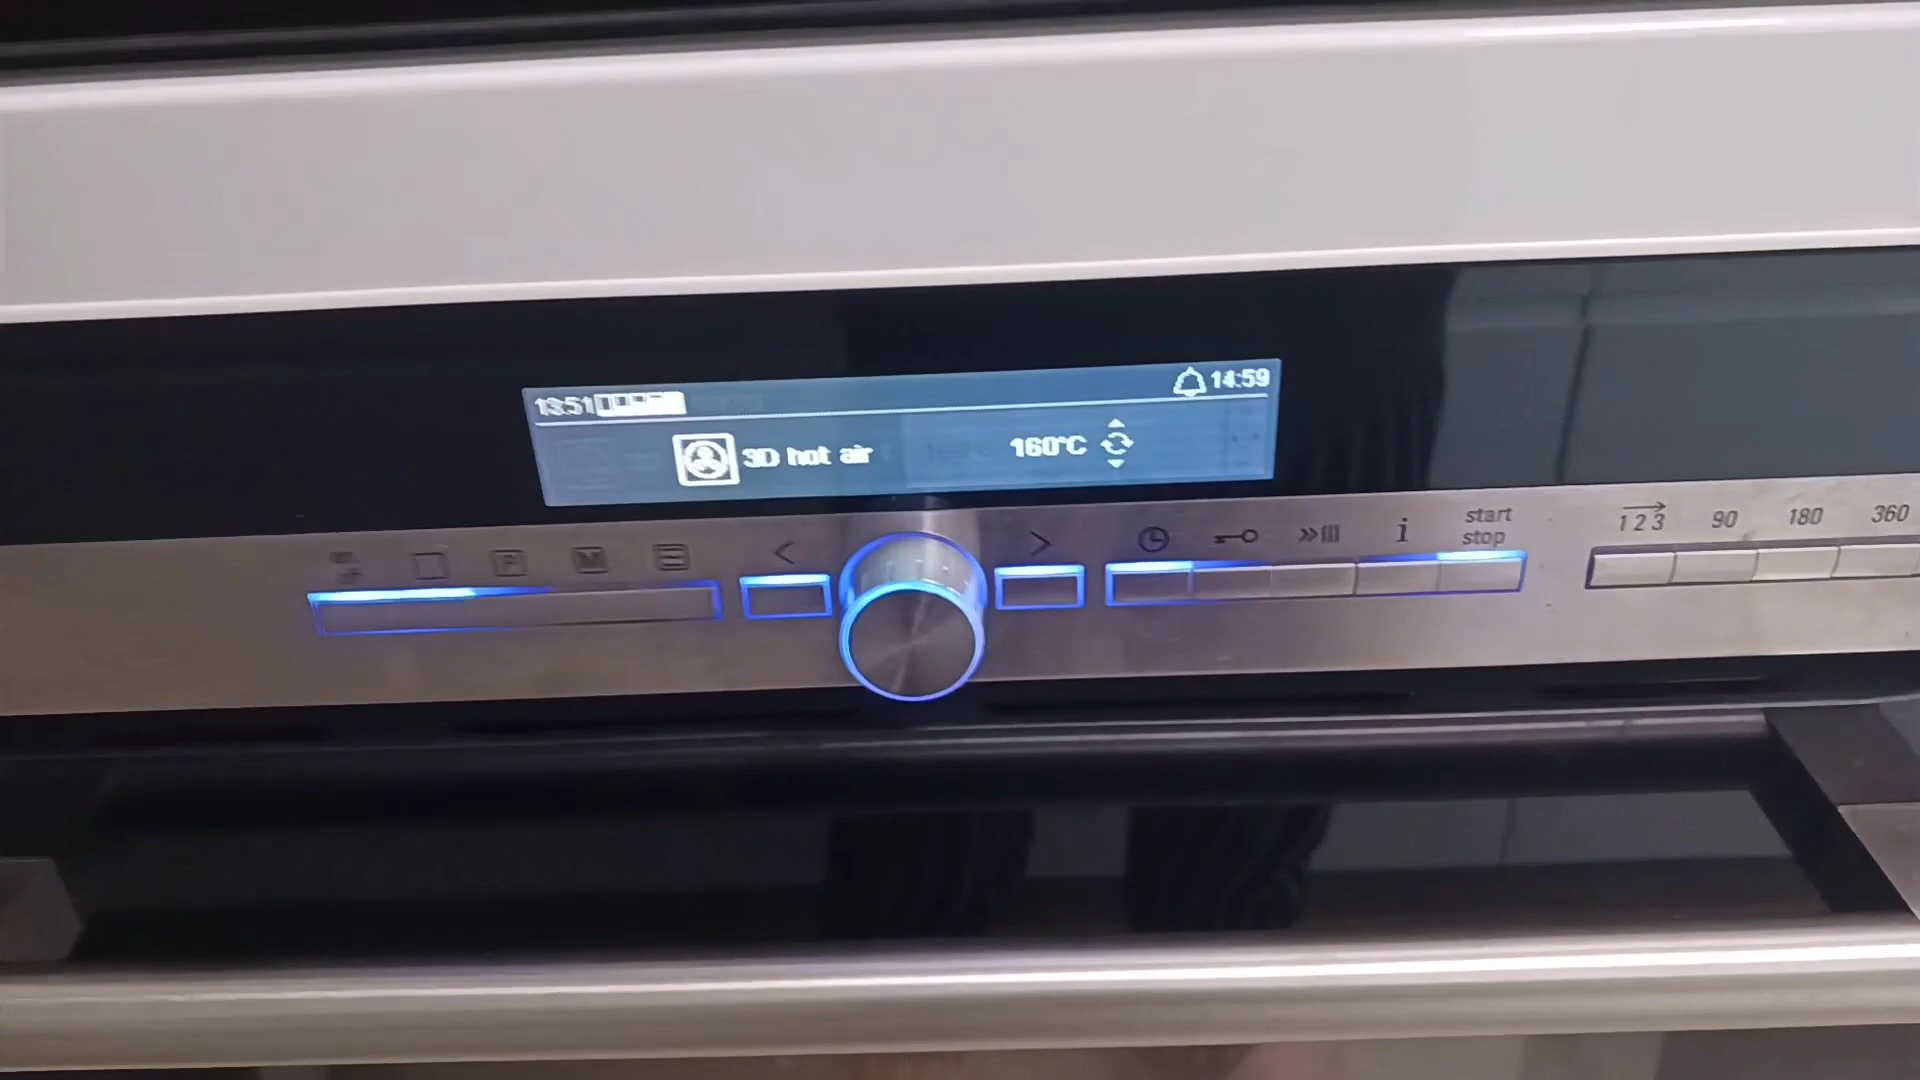 13:51
14:59
3D hot air
160°C
P
M
<
>
i
start
stop
123
90
180
360